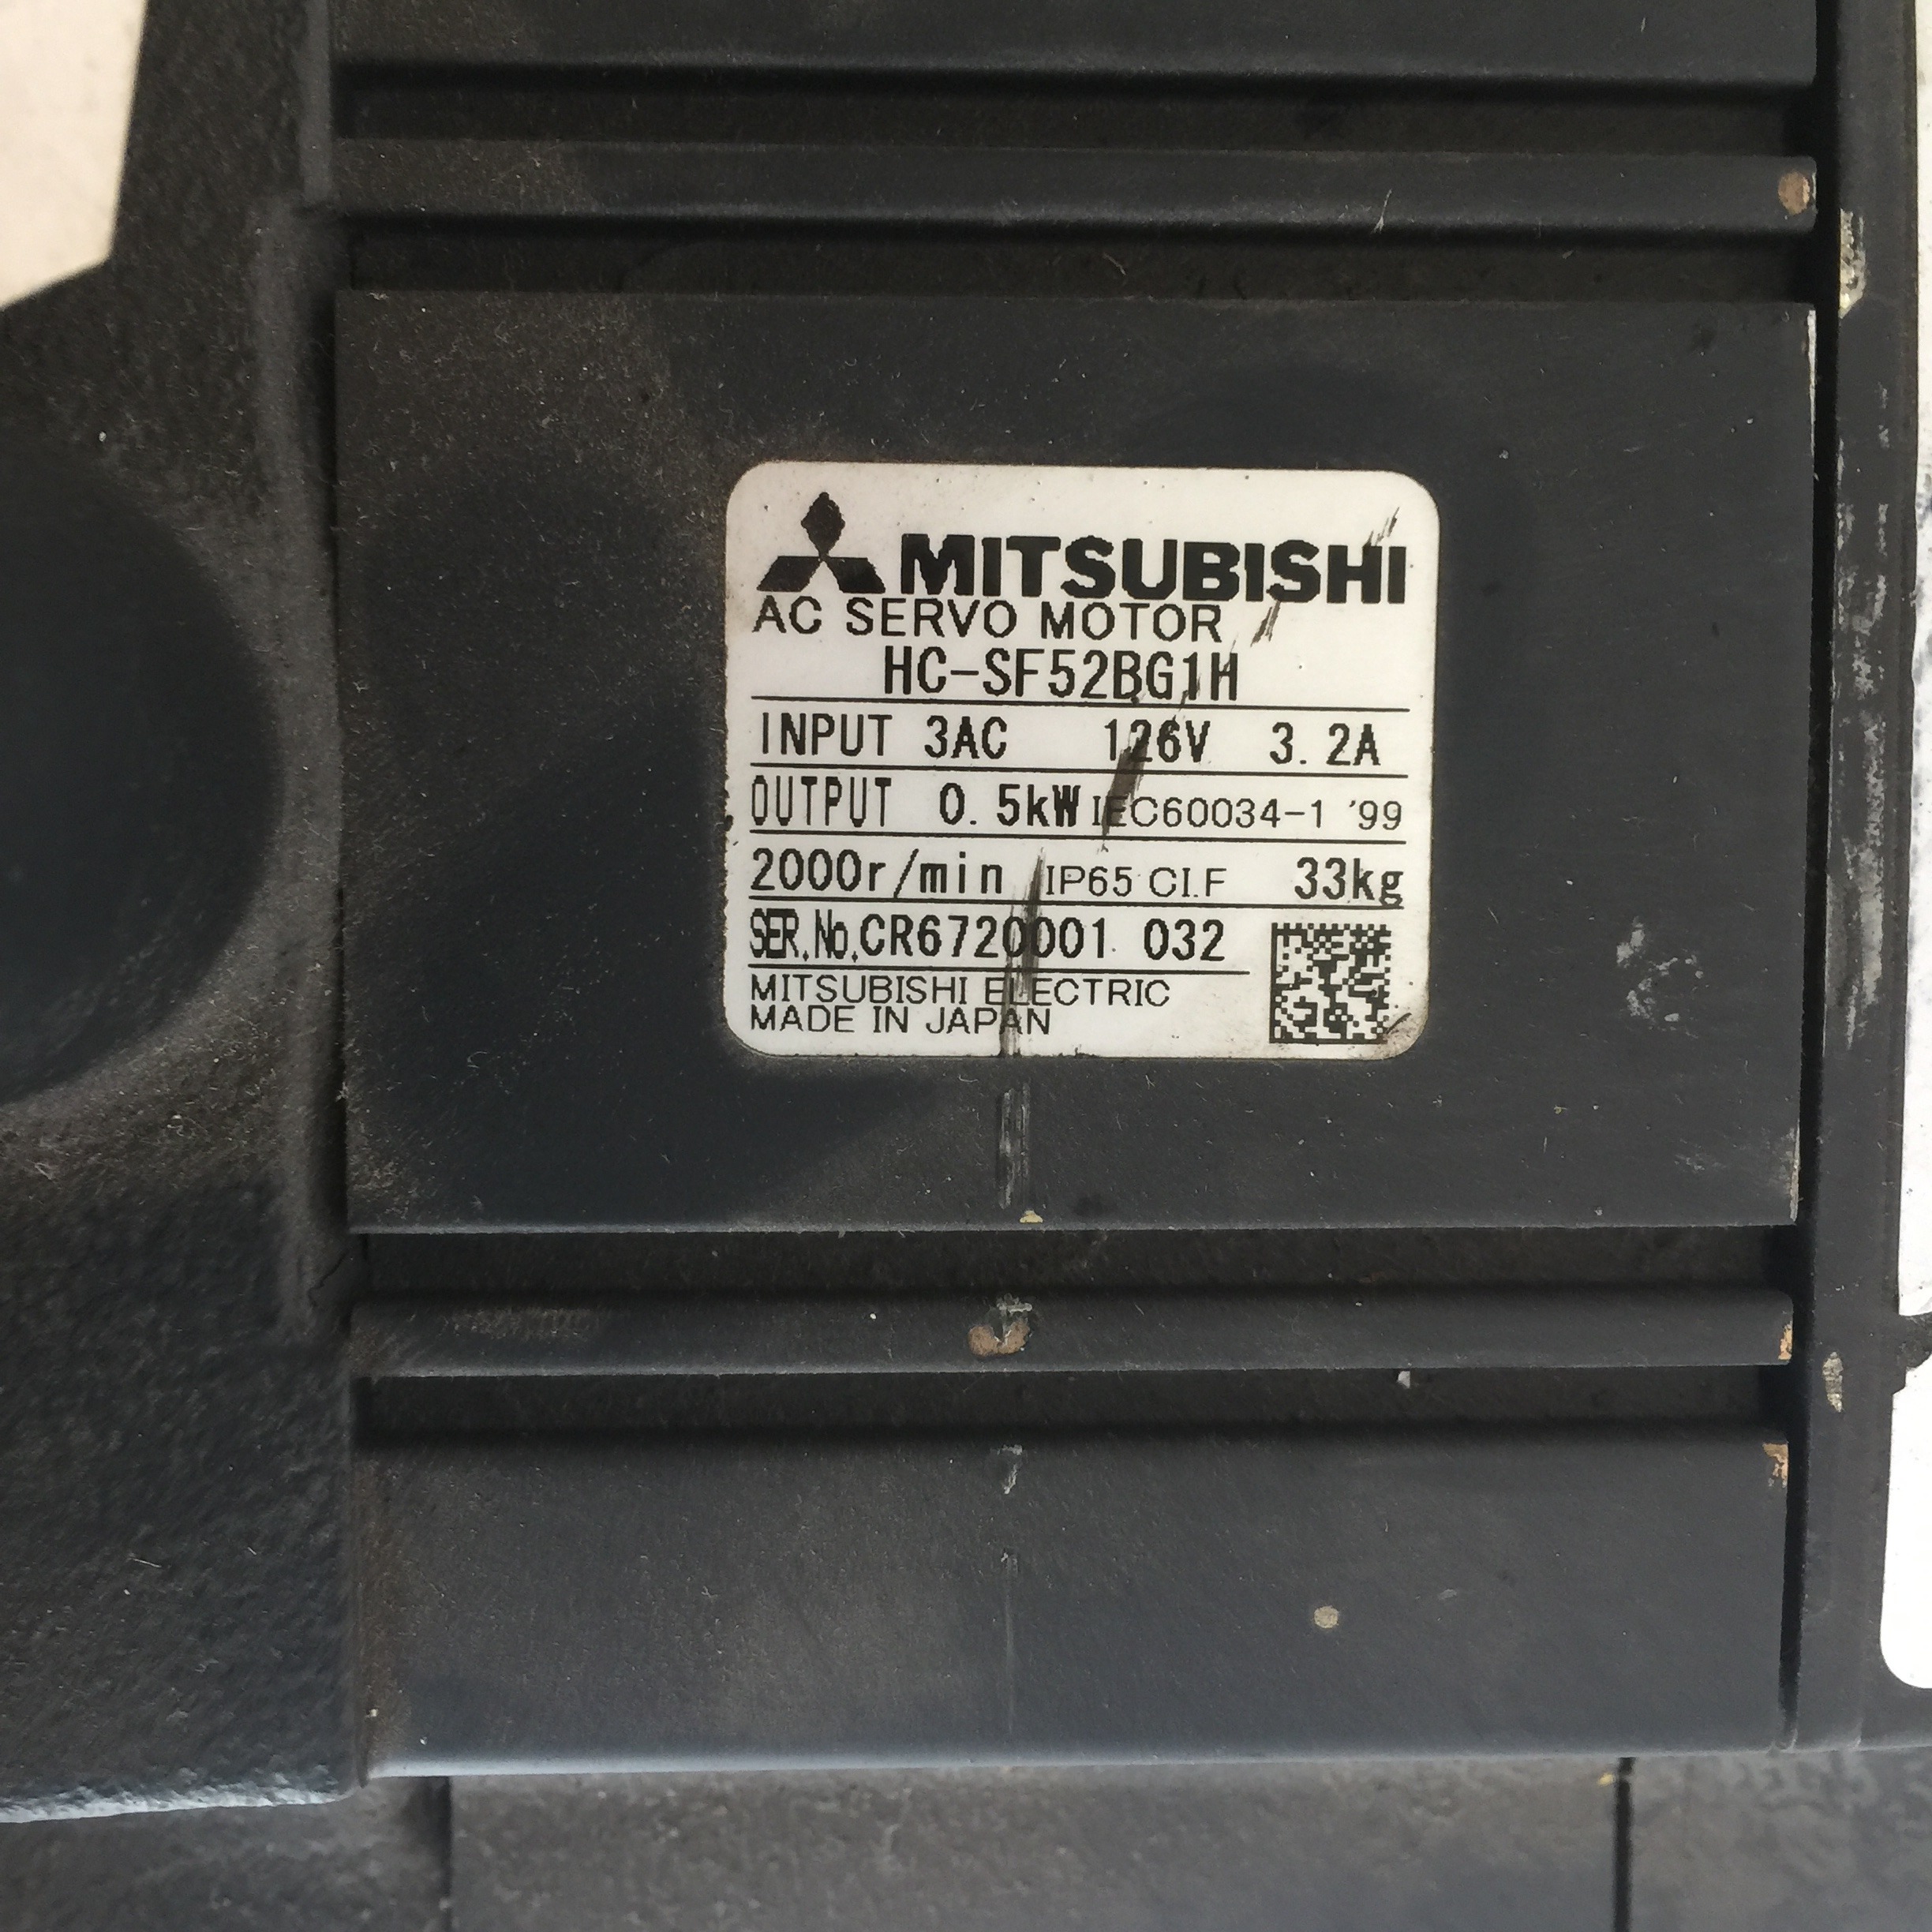 MITSUBISHI
AC SERVO MOTOR
HC-SF52BG1H
INPUT 3AC 126V 3.2A
OUTPUT 0.5kW IEC60034-1 '99
2000r/min IP65 CI.F 33kg
SER.No.CR6720001 032
MITSUBISHI ELECTRIC
MADE IN JAPAN